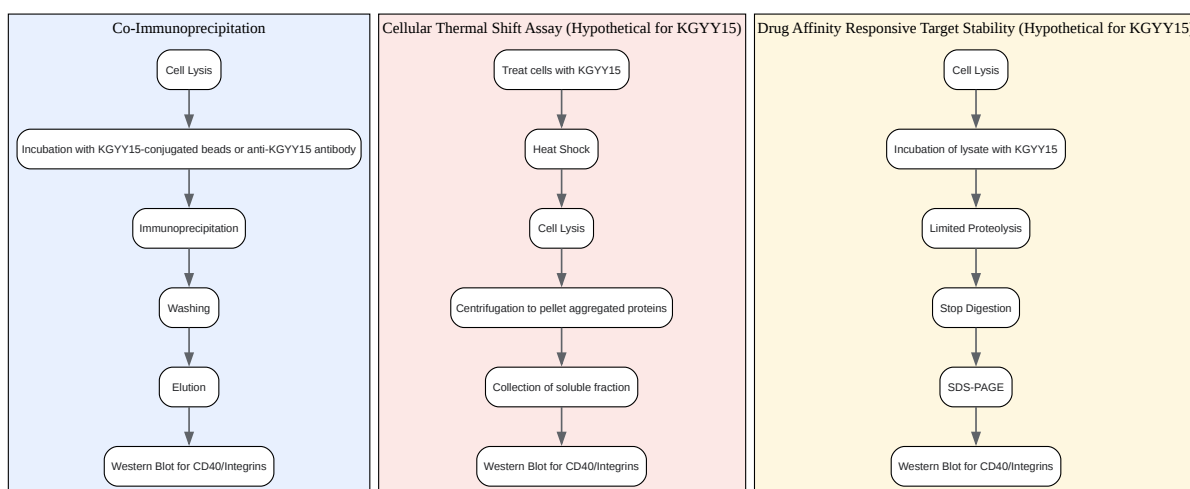 Co-Immunoprecipitation
Cell Lysis
Incubation with KGYY15-conjugated beads or anti-KGYY15 antibody
Immunoprecipitation
Washing
Elution
Western Blot for CD40/Integrins
Cellular Thermal Shift Assay (Hypothetical for KGYY15)
Treat cells with KGYY15
Heat Shock
Cell Lysis
Centrifugation to pellet aggregated proteins
Collection of soluble fraction
Western Blot for CD40/Integrins
Drug Affinity Responsive Target Stability (Hypothetical for KGYY15
Cell Lysis
Incubation of lysate with KGYY15
Limited Proteolysis
Stop Digestion
SDS-PAGE
Western Blot for CD40/Integrins